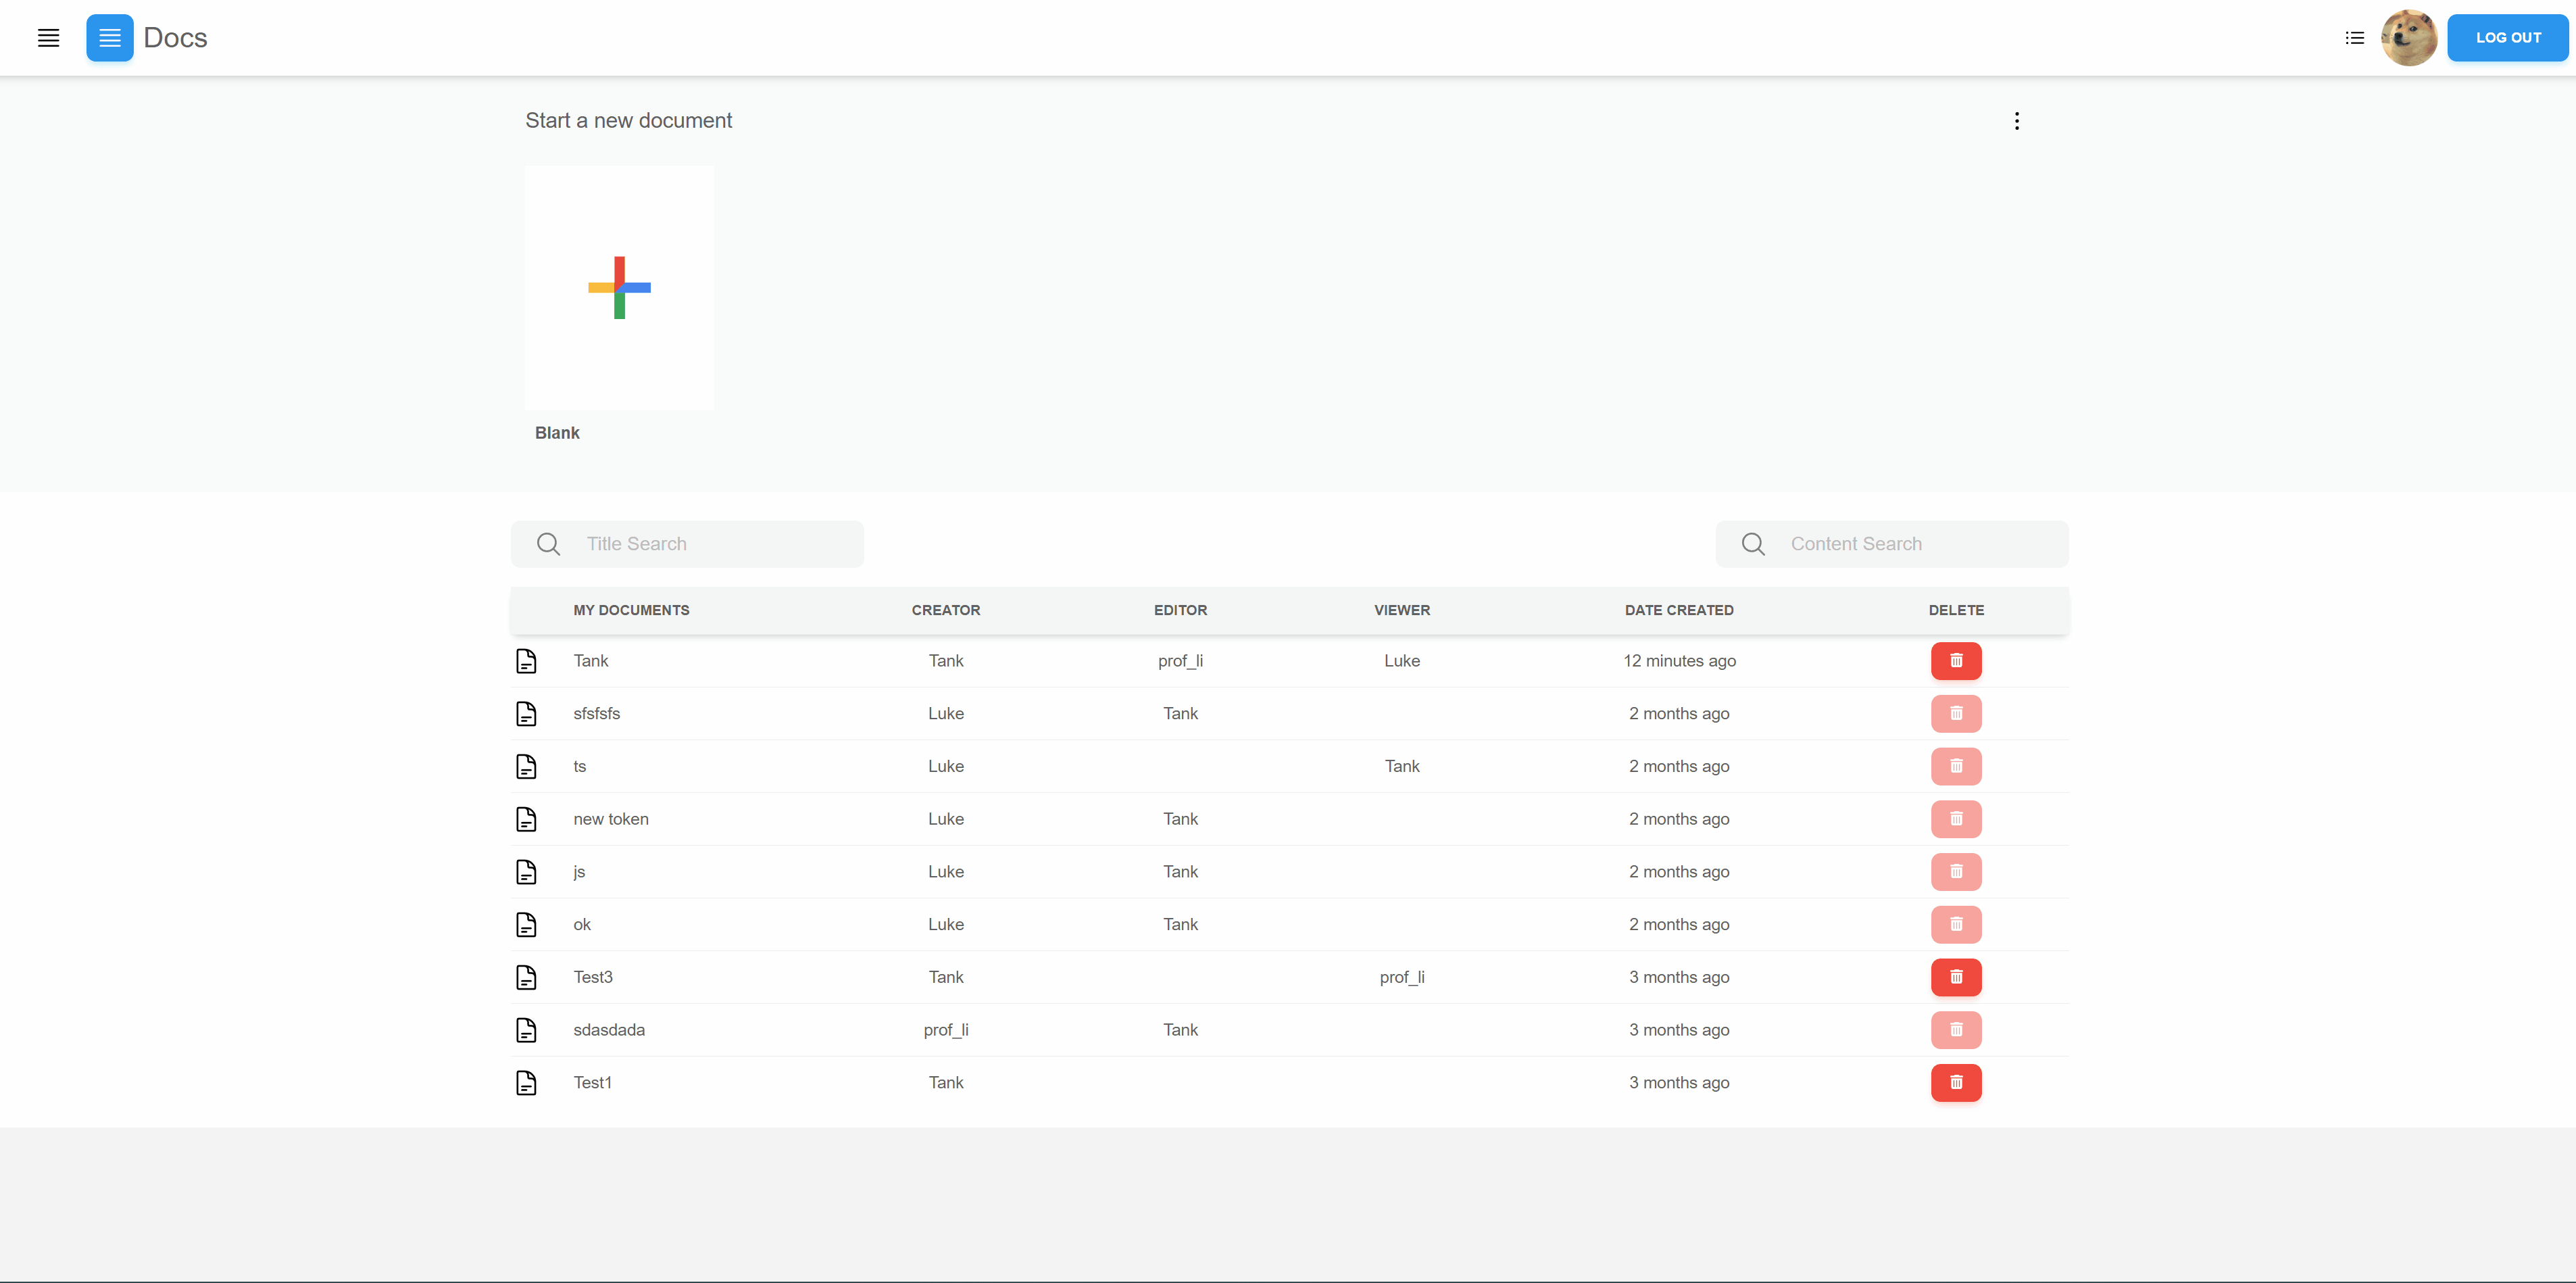 Docs
LOG OUT
Start a new document
Blank
Title Search
Content Search
MY DOCUMENTS CREATOR EDITOR VIEWER DATE CREATED DELETE
Tank Tank prof_li Luke 12 minutes ago
sfsfsfs Luke Tank 2 months ago
ts Luke Tank 2 months ago
new token Luke Tank 2 months ago
js Luke Tank 2 months ago
ok Luke Tank 2 months ago
Test3 Tank prof_li 3 months ago
sdasdada prof_li Tank 3 months ago
Test1 Tank 3 months ago